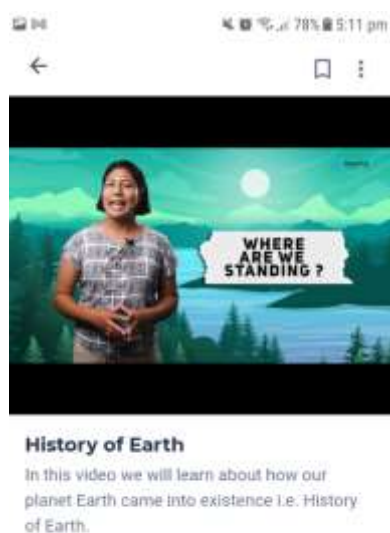 78% 5:11 pm
WHERE
ARE WE
STANDING ?
History of Earth
In this video we will learn about how our
planet Earth came into existence i.e. History
of Earth.